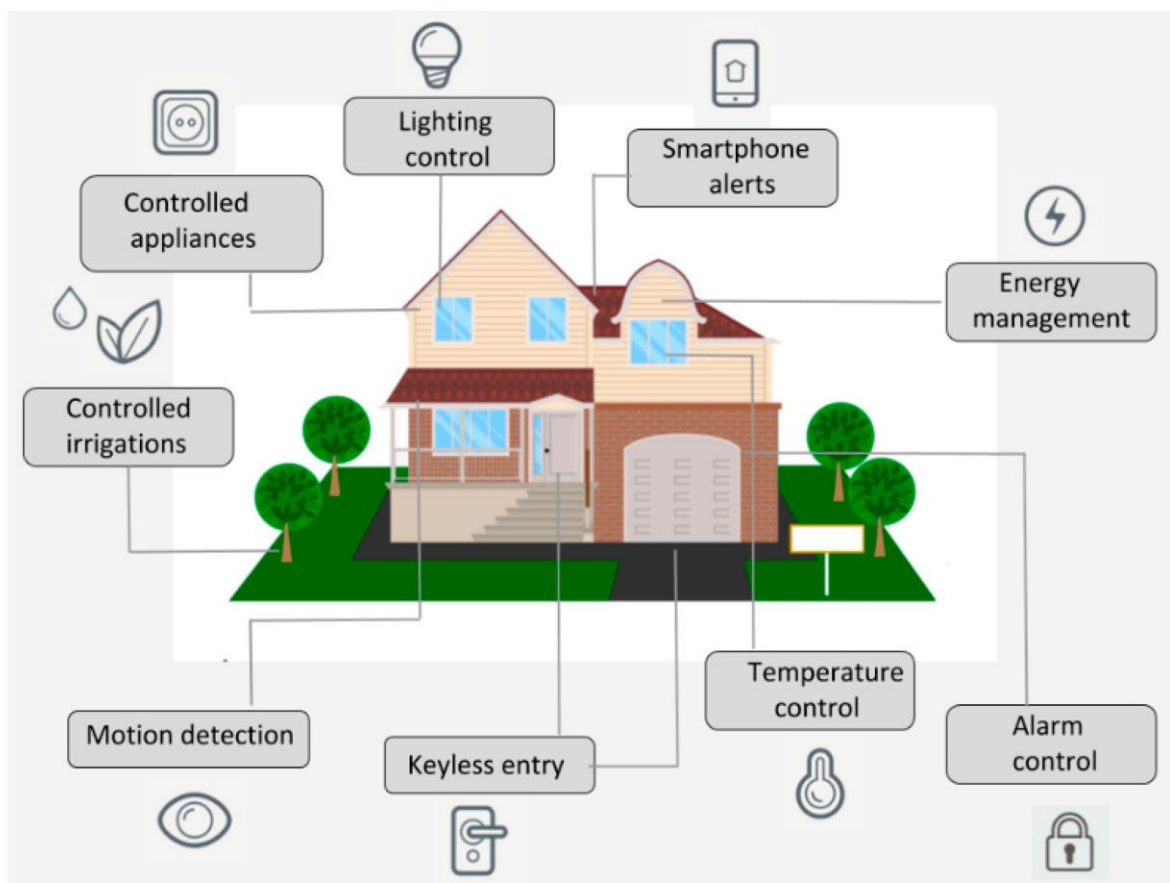 Lighting
control
Smartphone
alerts
Controlled
appliances
Energy
management
Controlled
irrigations
Temperature
control
Motion detection
Keyless entry
Alarm
control